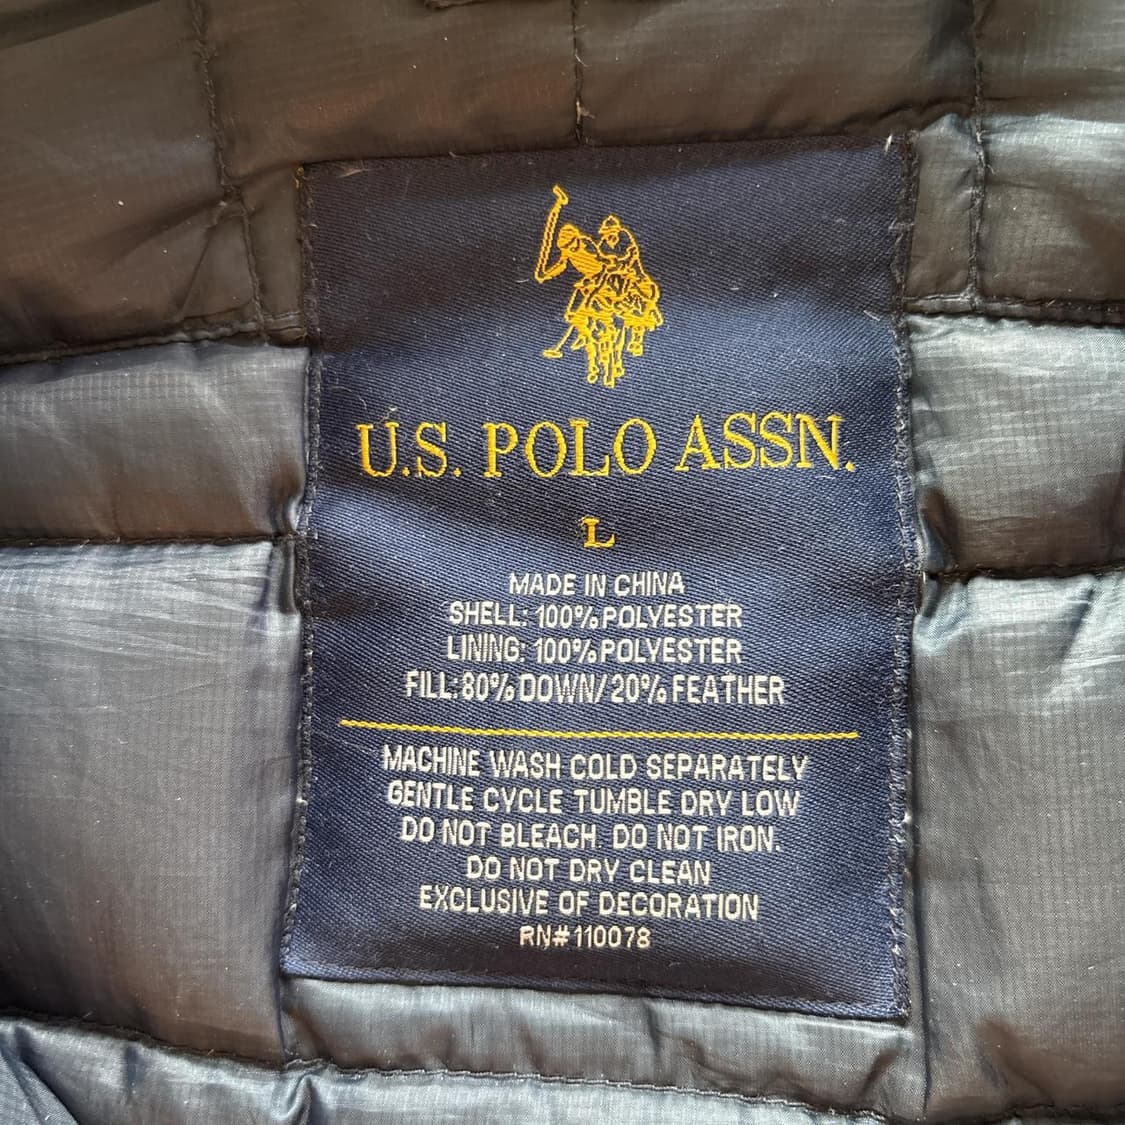 U.S. POLO ASSN.
L
MADE IN CHINA
SHELL: 100% POLYESTER
LINING: 100% POLYESTER
FILL: 80% DOWN/ 20% FEATHER
MACHINE WASH COLD SEPARATELY
GENTLE CYCLE TUMBLE DRY LOW
DO NOT BLEACH. DO NOT IRON.
DO NOT DRY CLEAN
EXCLUSIVE OF DECORATION
RN#110078